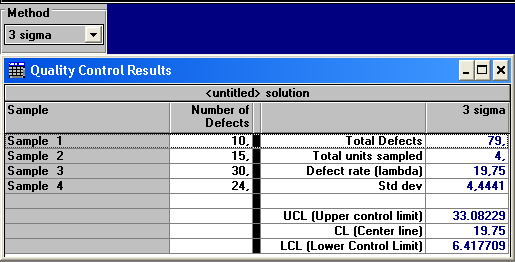 Method
3 sigma
Quality Control Results
<untitled> solution
Sample Number of Defects 3 sigma
Sample 1 10, Total Defects 79,
Sample 2 15, Total units sampled 4,
Sample 3 30, Defect rate (lambda) 19,75
Sample 4 24, Std dev 4,4441
UCL (Upper control limit) 33.08229
CL (Center line) 19.75
LCL (Lower Control Limit) 6.417709